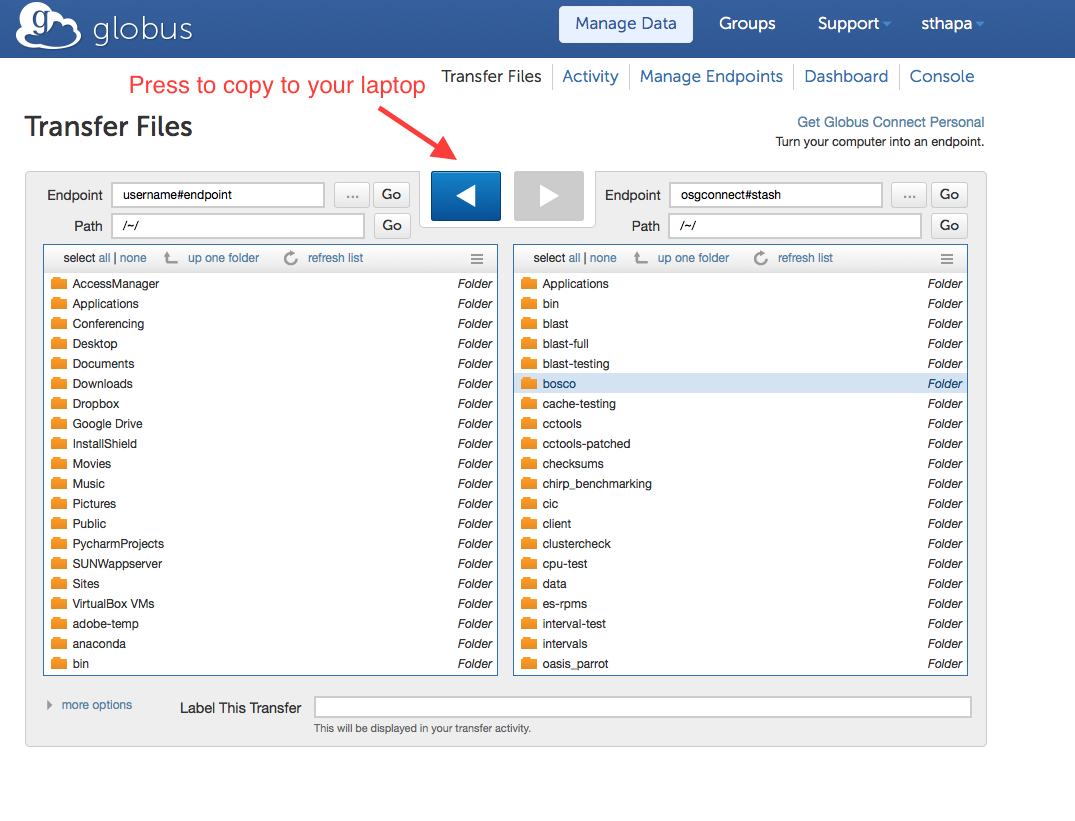 globus
Manage Data Groups Support sthapa
Press to copy to your laptop
Transfer Files Activity Manage Endpoints Dashboard Console
Transfer Files
Get Globus Connect Personal
Turn your computer into an endpoint.
Endpoint username#endpoint ... Go
Path /~/ Go
Endpoint osgconnect#stash ... Go
Path /~/ Go
select all | none up one folder refresh list
AccessManager Folder
Applications Folder
Conferencing Folder
Desktop Folder
Documents Folder
Downloads Folder
Dropbox Folder
Google Drive Folder
InstallShield Folder
Movies Folder
Music Folder
Pictures Folder
Public Folder
PycharmProjects Folder
SUNWappserver Folder
Sites Folder
VirtualBox VMs Folder
adobe-temp Folder
anaconda Folder
bin Folder
select all | none up one folder refresh list
Applications Folder
bin Folder
blast Folder
blast-full Folder
blast-testing Folder
bosco Folder
cache-testing Folder
cctools Folder
cctools-patched Folder
checksums Folder
chirp_benchmarking Folder
cic Folder
client Folder
clustercheck Folder
cpu-test Folder
data Folder
es-rpms Folder
interval-test Folder
intervals Folder
oasis_parrot Folder
more options
Label This Transfer
This will be displayed in your transfer activity.